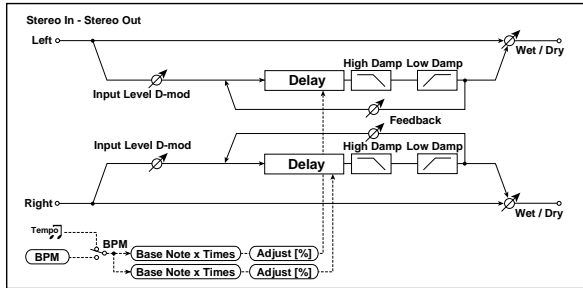 Stereo In - Stereo Out
Left
Wet / Dry
High Damp
Low Damp
Delay
Input Level D-mod
Feedback
Input Level D-mod
High Damp
Low Damp
Delay
Right
Wet / Dry
Tempo
BPM
BPM
Base Note x Times
Adjust [%]
Base Note x Times
Adjust [%]